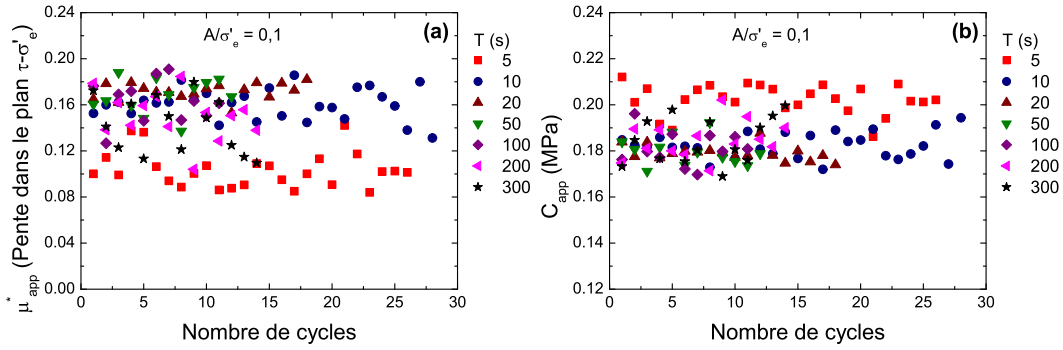 (a)
A/σ'e = 0,1
T (s)
5
10
20
50
100
200
300
0.24
0.20
0.16
0.12
0.08
0.04
0.00
μ*app (Pente dans le plan τ-σ'e)
0 5 10 15 20 25 30
Nombre de cycles
(b)
A/σ'e = 0,1
T (s)
5
10
20
50
100
200
300
0.24
0.22
0.20
0.18
0.16
0.14
0.12
Capp (MPa)
0 5 10 15 20 25 30
Nombre de cycles